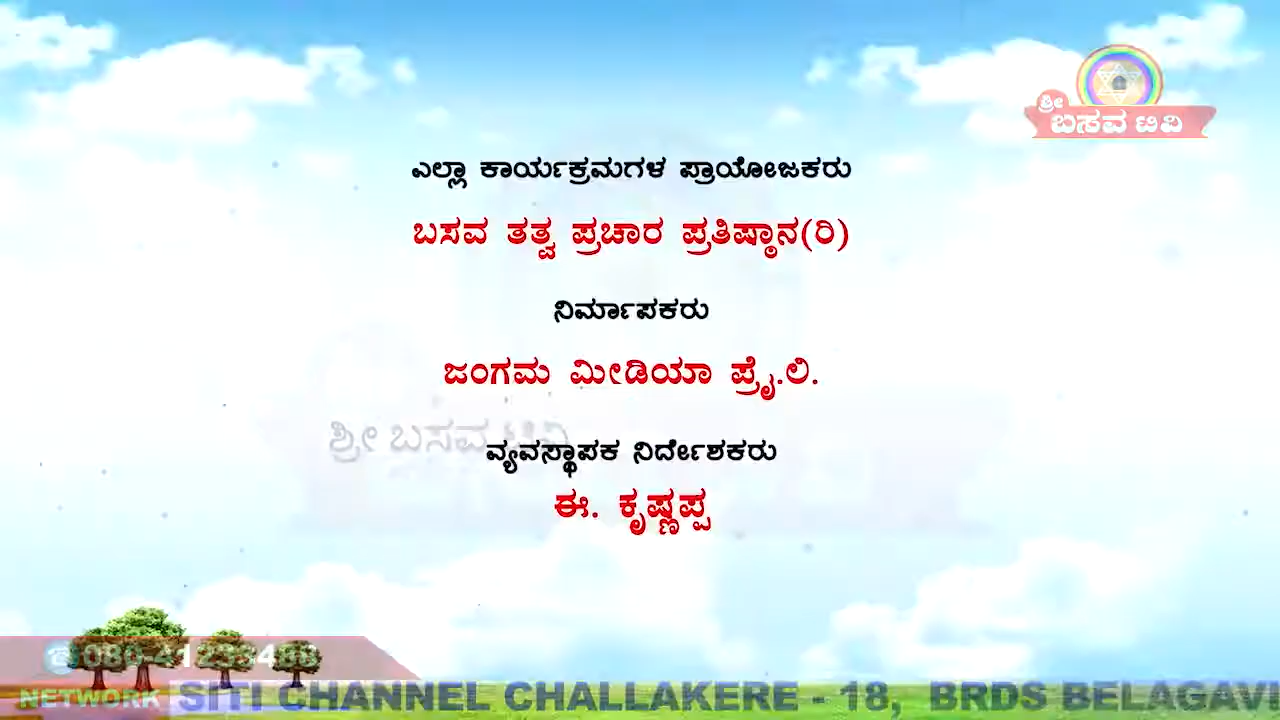 ಶ್ರೀ
ಬಸವ ಟಿವಿ
ಎಲ್ಲಾ ಕಾರ್ಯಕ್ರಮಗಳ ಪ್ರಾಯೋಜಕರು
ಬಸವ ತತ್ವ ಪ್ರಚಾರ ಪ್ರತಿಷ್ಠಾನ(ರಿ)
ನಿರ್ಮಾಪಕರು
ಜಂಗಮ ಮೀಡಿಯಾ ಪ್ರೈ.ಲಿ.
ಶ್ರೀ ಬಸವ ಟಿವಿ
ವ್ಯವಸ್ಥಾಪಕ ನಿರ್ದೇಶಕರು
ಈ. ಕೃಷ್ಣಪ್ಪ
NETWORK SITI CHANNEL CHALLAKERE - 18, BRDS BELAGAVI